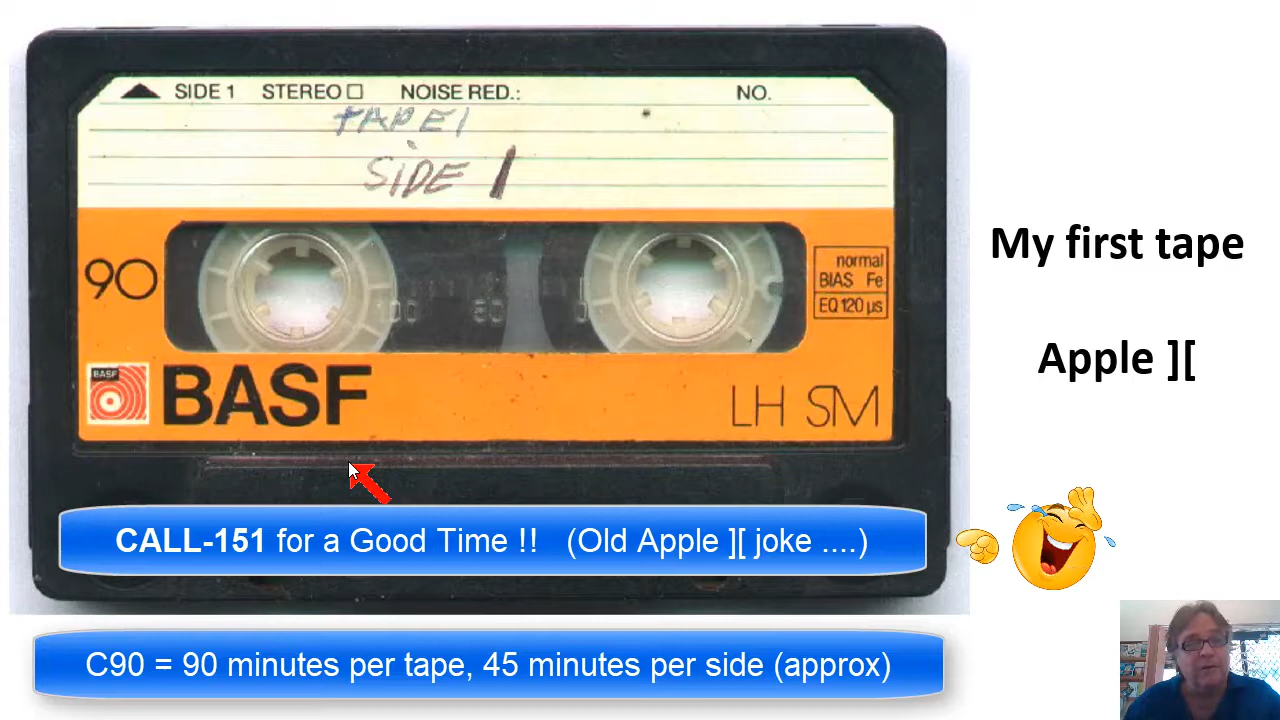 SIDE 1 STEREO NOISE RED.: NO.
TAPE 1
SIDE 1
90
normal
BIAS Fe
EQ 120 µs
BASF
BASF
LH SM
My first tape
Apple ][
CALL-151 for a Good Time !! (Old Apple ][ joke ....)
C90 = 90 minutes per tape, 45 minutes per side (approx)